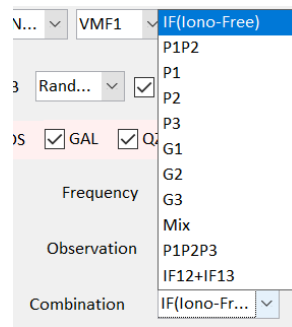 N... VMF1 IF(Iono-Free)
P1P2
P1
Rand...
P2
P3
GAL
G1
G2
Frequency
G3
Mix
Observation
P1P2P3
IF12+IF13
Combination IF(Iono-Fr...